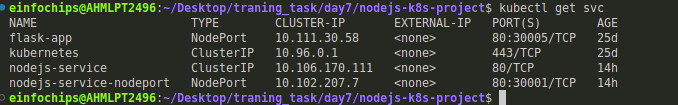 einfochips@AHMLPT2496:~/Desktop/traning_task/day7/nodejs-k8s-project$ kubectl get svc
NAME TYPE CLUSTER-IP EXTERNAL-IP PORT(S) AGE
flask-app NodePort 10.111.30.58 <none> 80:30005/TCP 25d
kubernetes ClusterIP 10.96.0.1 <none> 443/TCP 25d
nodejs-service ClusterIP 10.106.170.111 <none> 80/TCP 14h
nodejs-service-nodeport NodePort 10.102.207.7 <none> 80:30001/TCP 14h
einfochips@AHMLPT2496:~/Desktop/traning_task/day7/nodejs-k8s-project$